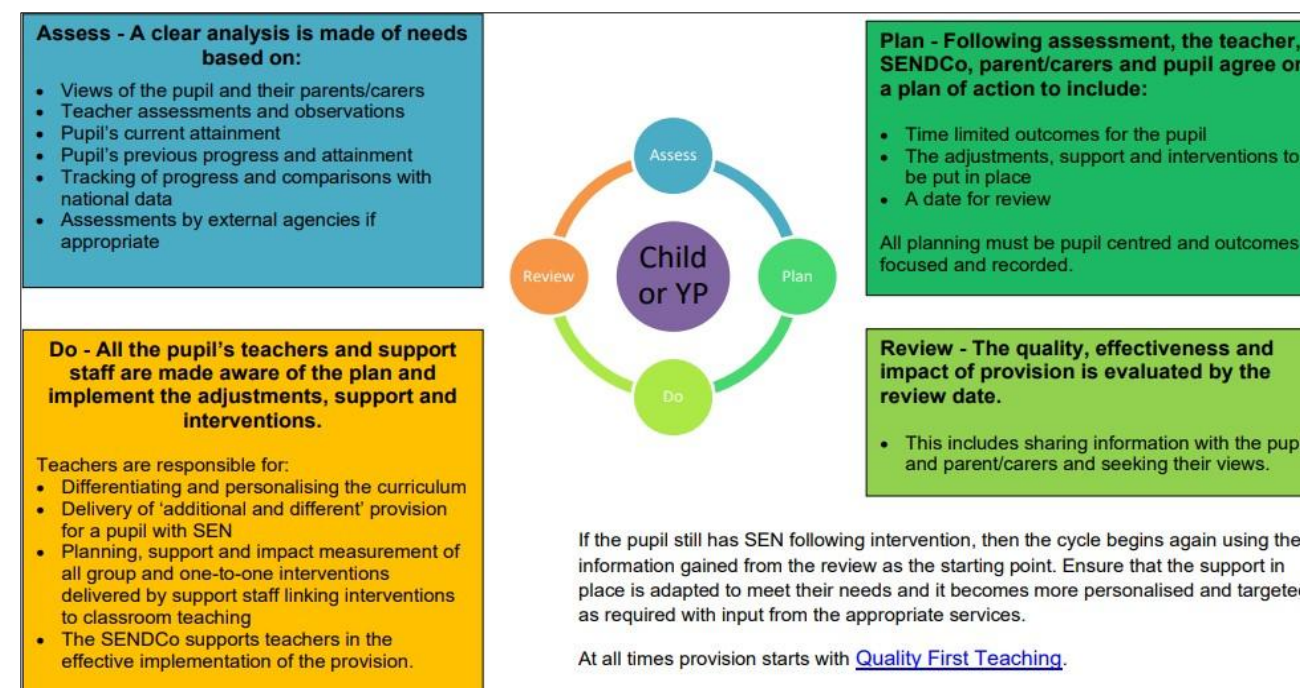 Assess - A clear analysis is made of needs
based on:
• Views of the pupil and their parents/carers
• Teacher assessments and observations
• Pupil's current attainment
• Pupil's previous progress and attainment
• Tracking of progress and comparisons with
national data
• Assessments by external agencies if
appropriate
Assess
Plan
Do
Review
Child
or YP
Plan - Following assessment, the teacher,
SENDCo, parent/carers and pupil agree
a plan of action to include:
• Time limited outcomes for the pupil
• The adjustments, support and interventions to
be put in place
• A date for review
All planning must be pupil centred and outcomes
focused and recorded.
Do - All the pupil's teachers and support
staff are made aware of the plan and
implement the adjustments, support and
interventions.
Teachers are responsible for:
• Differentiating and personalising the curriculum
• Delivery of 'additional and different' provision
for a pupil with SEN
• Planning, support and impact measurement of
all group and one-to-one interventions
delivered by support staff linking interventions
to classroom teaching
• The SENDCo supports teachers in the
effective implementation of the provision.
Review - The quality, effectiveness and
impact of provision is evaluated by the
review date.
• This includes sharing information with the
and parent/carers and seeking their views.
If the pupil still has SEN following intervention, then the cycle begins again using the
information gained from the review as the starting point. Ensure that the support in
place is adapted to meet their needs and it becomes more personalised and targeted
as required with input from the appropriate services.
At all times provision starts with Quality First Teaching.